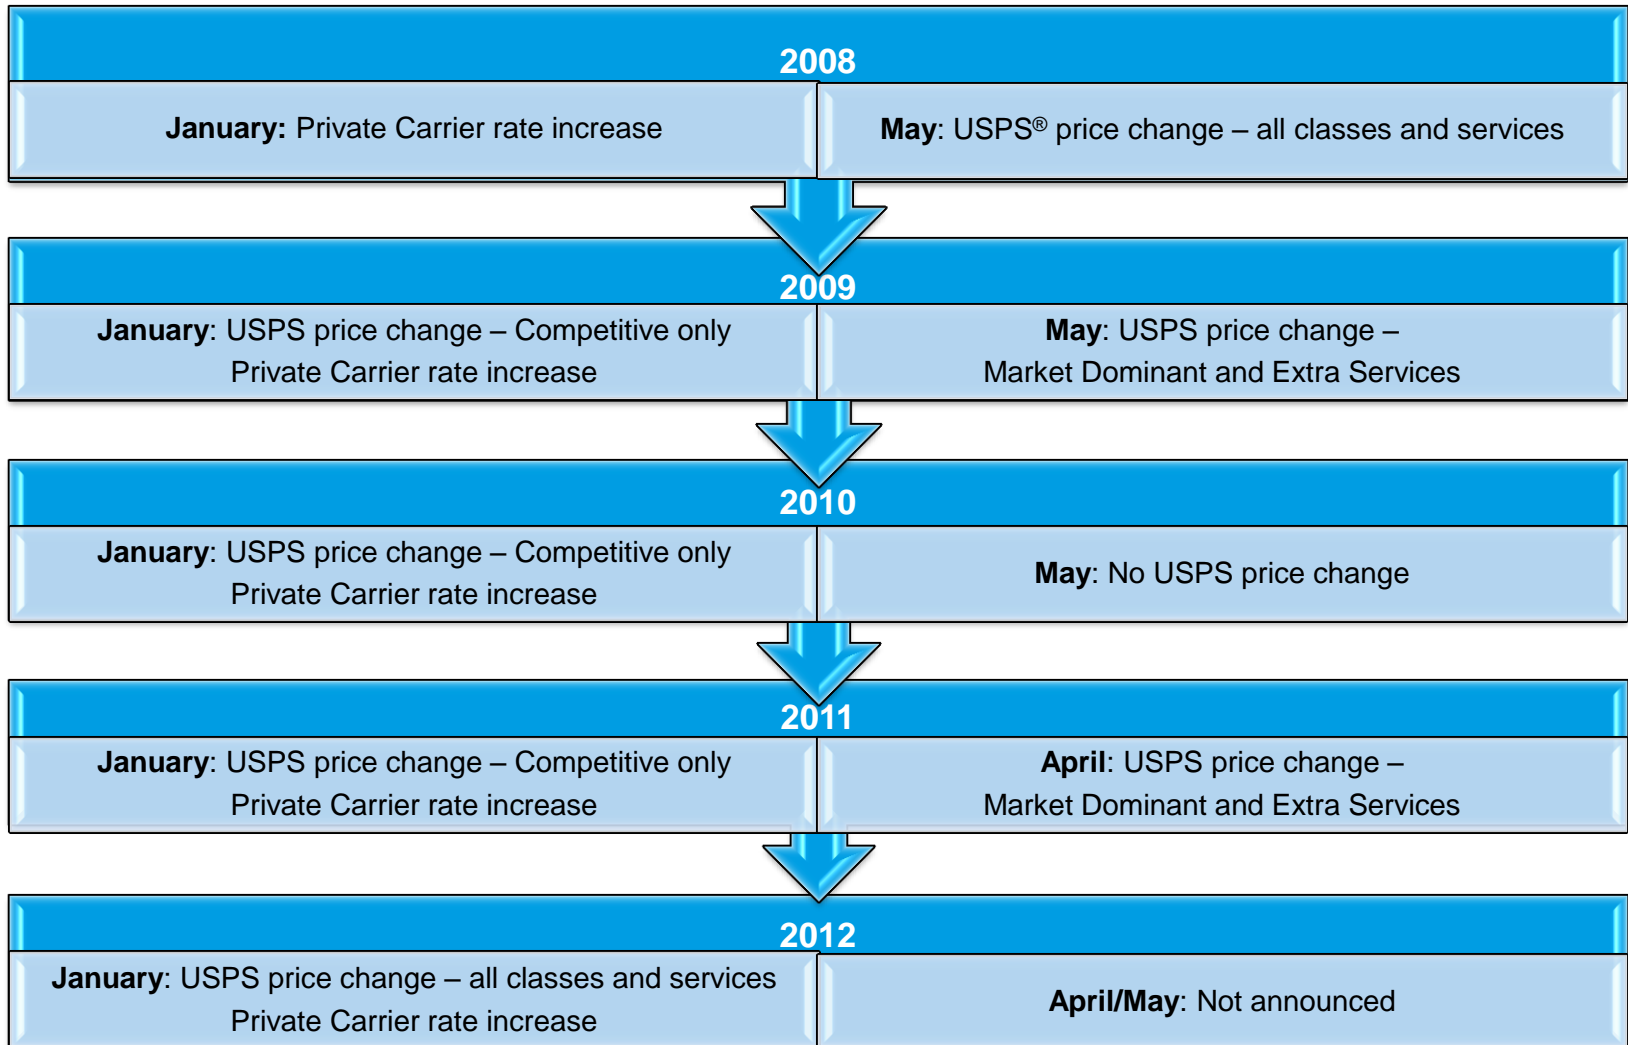 2008
January: Private Carrier rate increase
May: USPS® price change – all classes and services
2009
January: USPS price change – Competitive only
Private Carrier rate increase
May: USPS price change –
Market Dominant and Extra Services
2010
January: USPS price change – Competitive only
Private Carrier rate increase
May: No USPS price change
2011
January: USPS price change – Competitive only
Private Carrier rate increase
April: USPS price change –
Market Dominant and Extra Services
2012
January: USPS price change – all classes and services
Private Carrier rate increase
April/May: Not announced